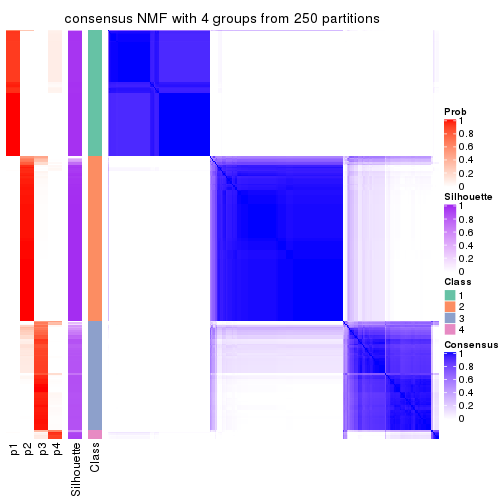 consensus NMF with 4 groups from 250 partitions
Prob
1
0.8
0.6
0.4
0.2
0
Silhouette
1
0.8
0.6
0.4
0.2
0
Class
1
2
3
4
Consensus
1
0.8
0.6
0.4
0.2
0
p1
p2
p3
p4
Silhouette
Class